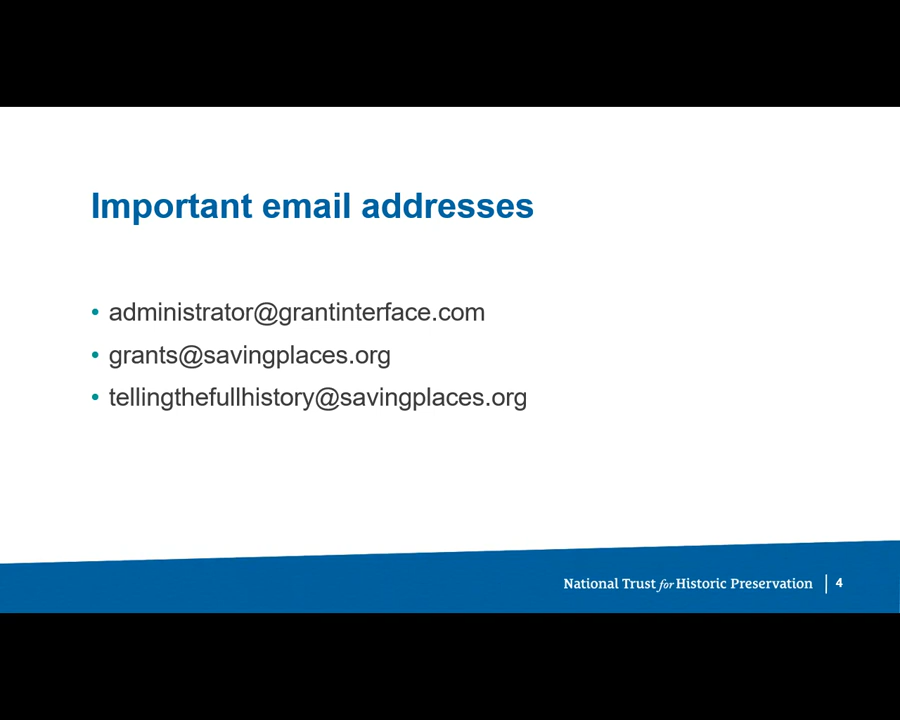 Important email addresses
• administrator@grantinterface.com
• grants@savingplaces.org
• tellingthefullhistory@savingplaces.org
National Trust for Historic Preservation | 4